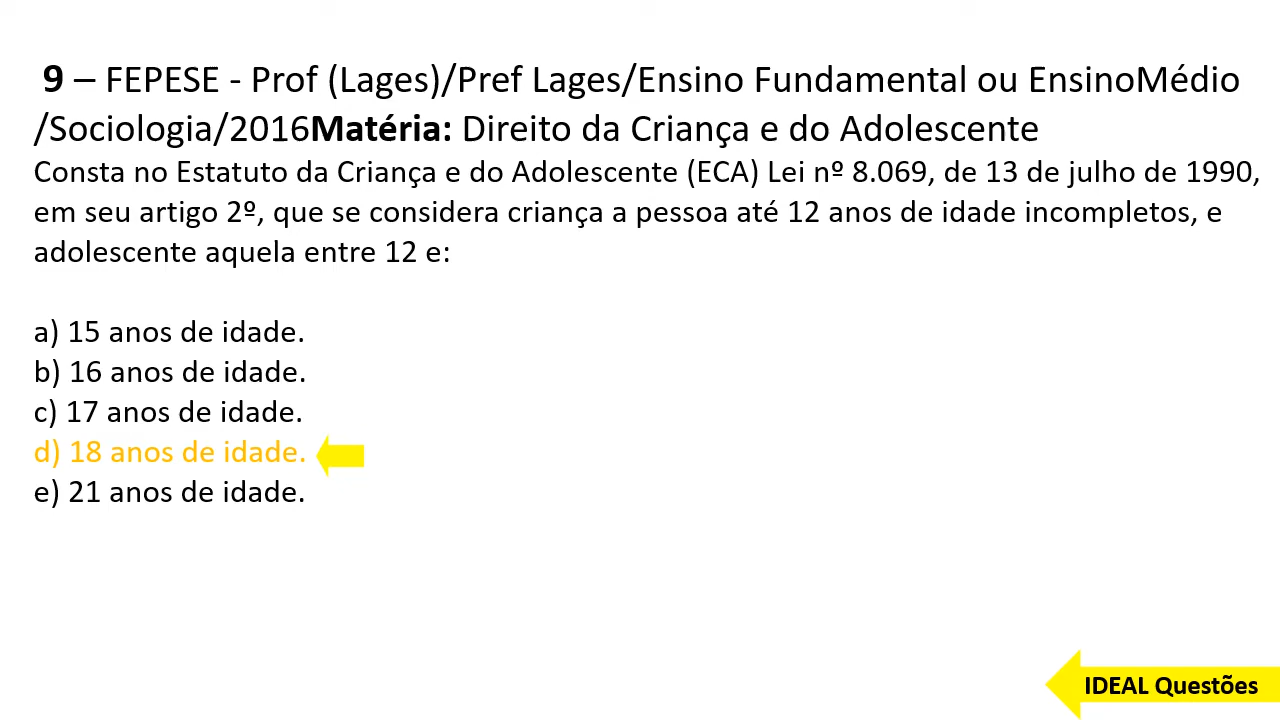 9 – FEPESE - Prof (Lages)/Pref Lages/Ensino Fundamental ou EnsinoMédio
/Sociologia/2016Matéria: Direito da Criança e do Adolescente
Consta no Estatuto da Criança e do Adolescente (ECA) Lei nº 8.069, de 13 de julho de 1990,
em seu artigo 2º, que se considera criança a pessoa até 12 anos de idade incompletos, e
adolescente aquela entre 12 e:
a) 15 anos de idade.
b) 16 anos de idade.
c) 17 anos de idade.
d) 18 anos de idade.
e) 21 anos de idade.
IDEAL Questões